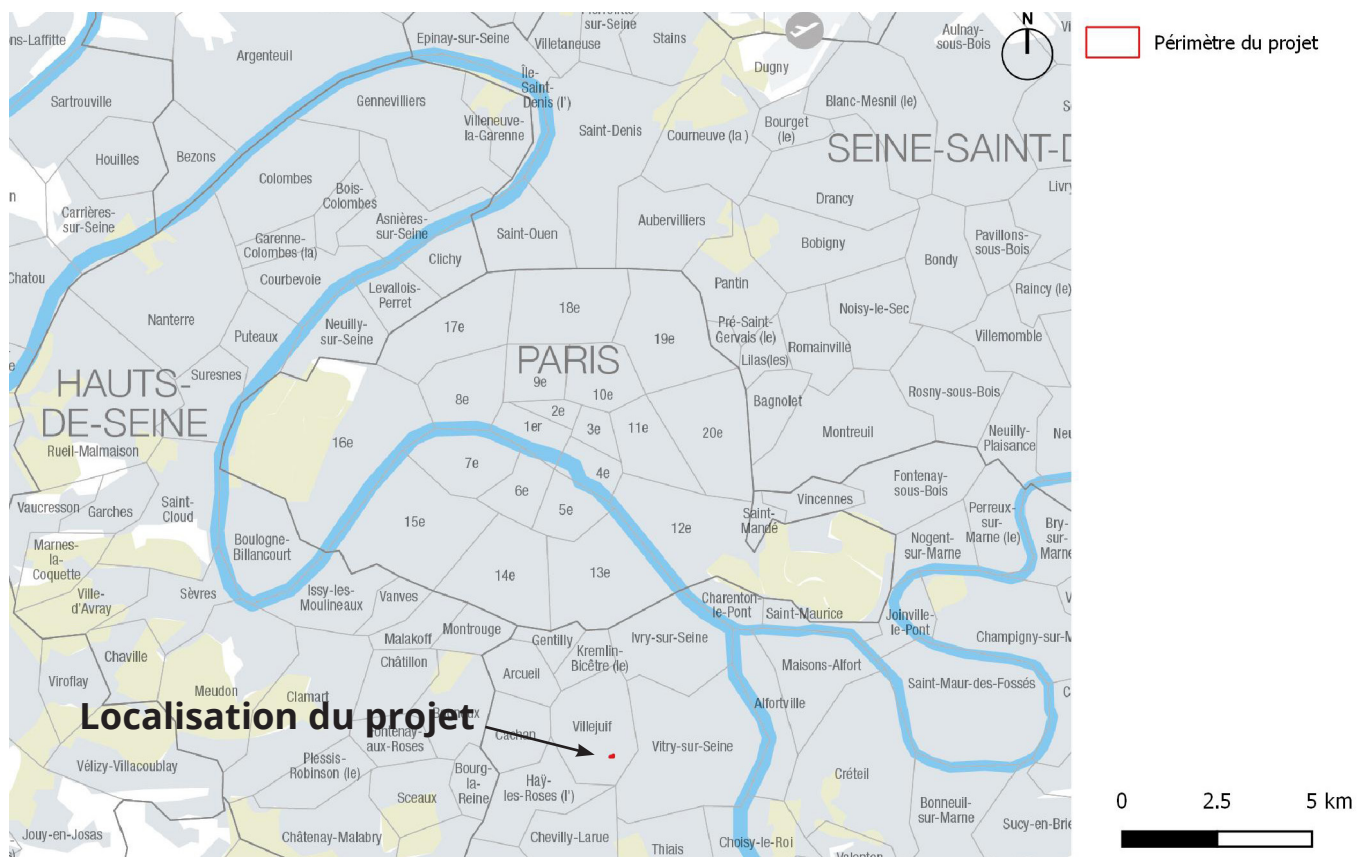 ons-Laffitte
Argenteuil
Epinay-sur-Seine
Villetaneuse
sur-Seine
Stains
N
Aulnay-
sous-Bois
Périmètre du projet
Dugny
Sartrouville
Gennevilliers
Île-
Saint-
Denis (l')
Villeneuve-
la-Garenne
Saint-Denis
Courneuve (la )
Bourget
(le)
Blanc-Mesnil (le)
SEINE-SAINT-D
Houilles
Bezons
Colombes
Bois-
Colombes
Drancy
Livry
Carrières-
sur-Seine
Asnières-
sur-Seine
Saint-Ouen
Aubervilliers
Bobigny
Pavillons-
sous-Bois
Garenne-
Colombes (la)
Clichy
Bondy
Chatou
Courbevoie
Levallois-
Perret
Pantin
Raincy (le)
Nanterre
Puteaux
Neuilly-
sur-Seine
17e
18e
19e
Pré-Saint-
Gervais (le)
Noisy-le-Sec
Romainville
Villemomble
Lilas(les)
PARIS
HAUTS-
DE-SEINE
Suresnes
8e
9e
10e
2e
1er
3e
11e
20e
Bagnolet
Rosny-sous-Bois
Montreuil
Neuilly-
Plaisance
Neu
16e
Rueil-Malmaison
7e
4e
6e
5e
Fontenay-
sous-Bois
Vaucresson
Garches
Saint-
Cloud
15e
12e
Saint-
Mandé
Vincennes
Perreux-
sur-
Marne (le)
Bry-
sur-
Marne
Nogent-
sur-Marne
Marnes-
la-
Coquette
Boulogne-
Billancourt
14e
13e
Ville-
d'Avray
Sèvres
Issy-les-
Moulineaux
Vanves
Charenton-
le-Pont
Saint-Maurice
Joinville-
le-Pont
Malakoff
Montrouge
Gentilly
Ivry-sur-Seine
Champigny-sur-M
Chaville
Châtillon
Kremlin-
Bicêtre (le)
Arcueil
Maisons-Alfort
Viroflay
Meudon
Clamart
Saint-Maur-des-Fossés
Alfortville
Localisation du projet
Villejuif
Cachan
Vitry-sur-Seine
aux-Roses
Vélizy-Villacoublay
Plessis-
Robinson (le)
Bourg-
la-
Reine
Haÿ-
les-Roses (l')
Créteil
Sceaux
Bonneuil-
sur-Marne
Jouy-en-Josas
Châtenay-Malabry
Chevilly-Larue
Thiais
Choisy-le-Roi
Sucy-en-Brie
0 2.5 5 km